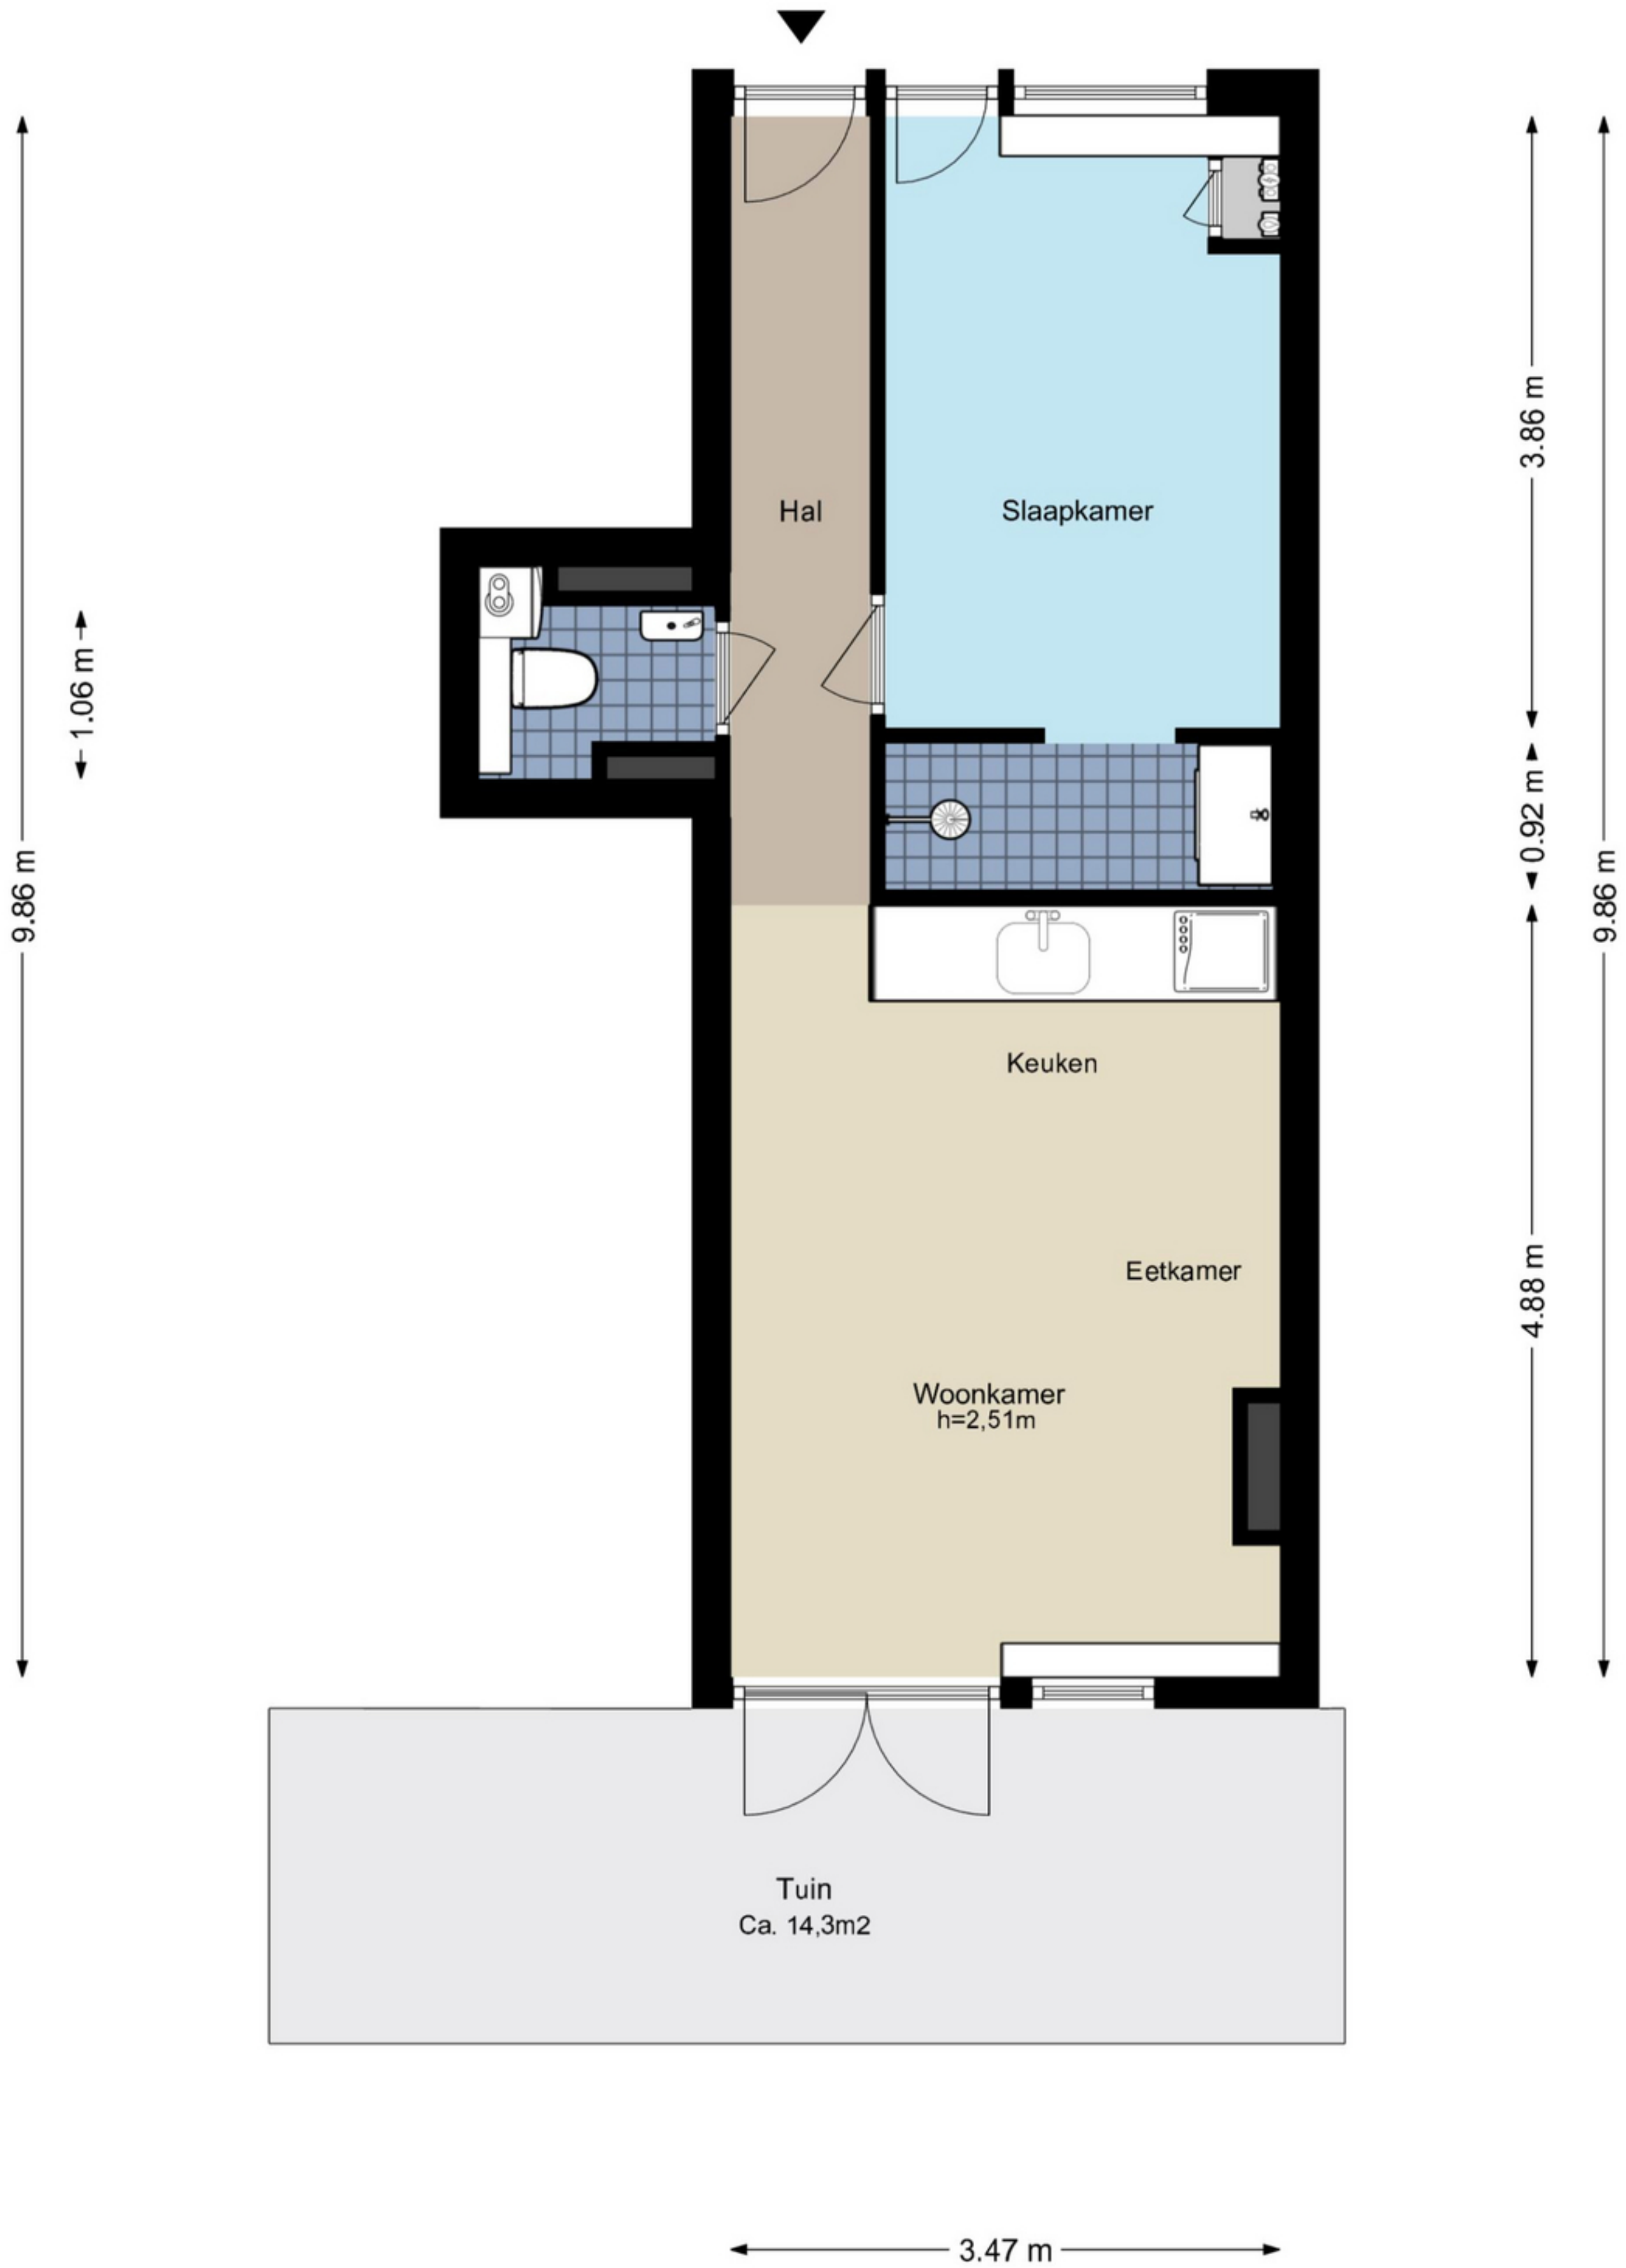 Hal
Slaapkamer
3.86 m
1.06 m
0.92 m
9.86 m
9.86 m
Keuken
Eetkamer
4.88 m
Woonkamer
h=2,51m
Tuin
Ca. 14,3m2
3.47 m